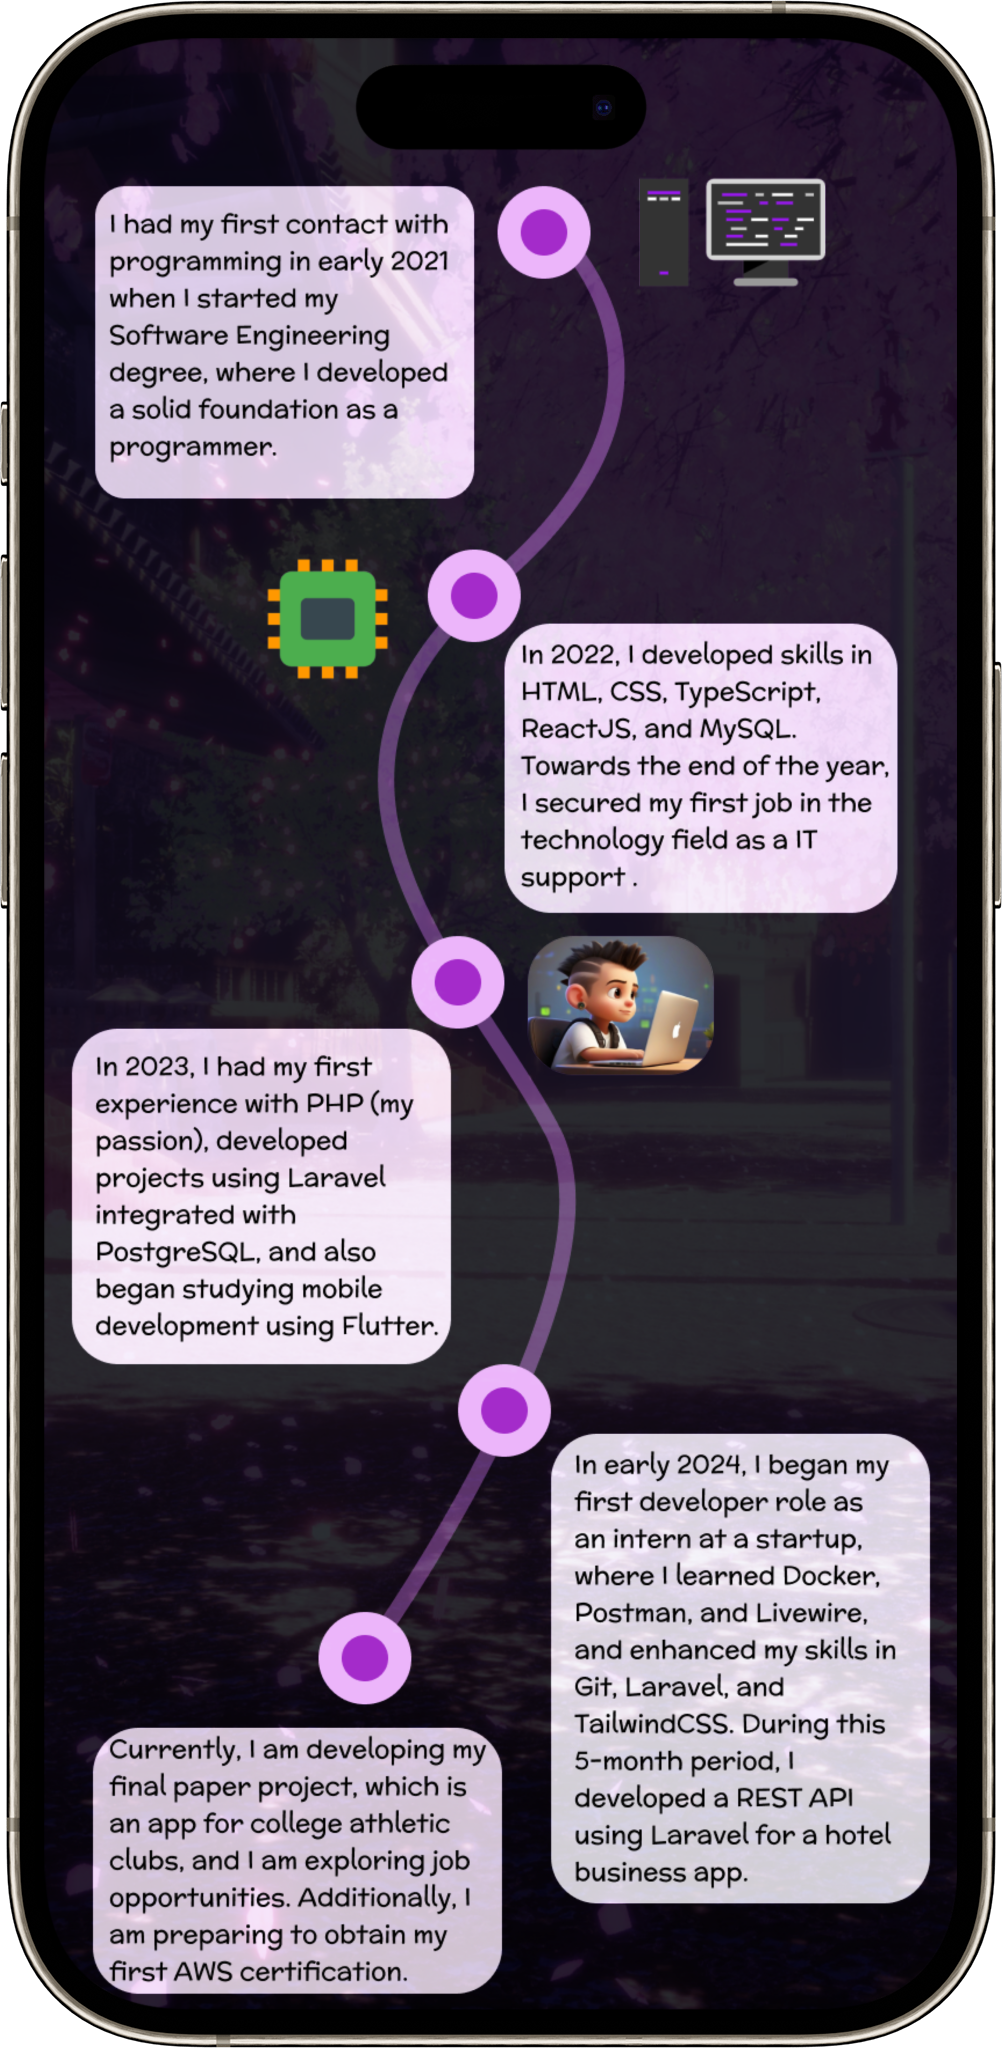 I had my first contact with
programming in early 2021
when I started my
Software Engineering
degree, where I developed
a solid foundation as a
programmer.
In 2022, I developed skills in
HTML, CSS, TypeScript,
ReactJS, and MySQL.
Towards the end of the year,
I secured my first job in the
technology field as a IT
support .
In 2023, I had my first
experience with PHP (my
passion), developed
projects using Laravel
integrated with
PostgreSQL, and also
began studying mobile
development using Flutter.
In early 2024, I began my
first developer role as
an intern at a startup,
where I learned Docker,
Postman, and Livewire,
and enhanced my skills in
Git, Laravel, and
TailwindCSS. During this
5-month period, I
developed a REST API
using Laravel for a hotel
business app.
Currently, I am developing my
final paper project, which is
an app for college athletic
clubs, and I am exploring job
opportunities. Additionally, I
am preparing to obtain my
first AWS certification.